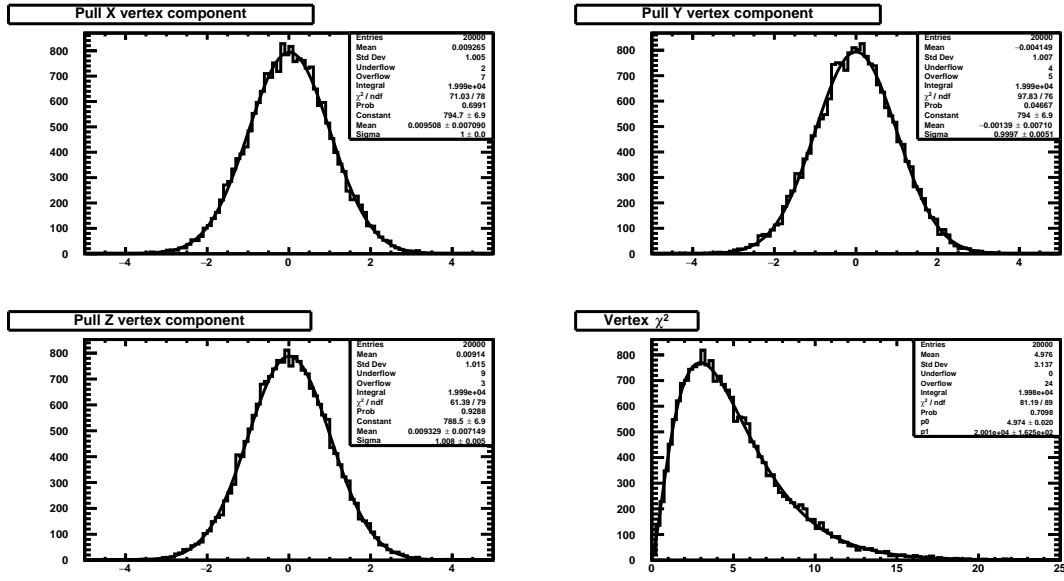 Pull X vertex component
Entries 20000
Mean 0.009265
Std Dev 1.005
Underflow 2
Overflow 7
Integral 1.999e+04
χ² / ndf 71.03 / 78
Prob 0.6991
Constant 794.7 ± 6.9
Mean 0.009508 ± 0.007090
Sigma 1 ± 0.0
800
700
600
500
400
300
200
100
0
−4 −2 0 2 4
Pull Y vertex component
Entries 20000
Mean −0.004149
Std Dev 1.007
Underflow 4
Overflow 5
Integral 1.999e+04
χ² / ndf 97.83 / 76
Prob 0.04667
Constant 794 ± 6.9
Mean −0.00139 ± 0.00710
Sigma 0.9997 ± 0.0051
800
700
600
500
400
300
200
100
0
−4 −2 0 2 4
Pull Z vertex component
Entries 20000
Mean 0.00914
Std Dev 1.015
Underflow 9
Overflow 3
Integral 1.999e+04
χ² / ndf 61.39 / 79
Prob 0.9288
Constant 788.5 ± 6.9
Mean 0.009329 ± 0.007149
Sigma 1.008 ± 0.005
800
700
600
500
400
300
200
100
0
−4 −2 0 2 4
Vertex χ²
Entries 20000
Mean 4.976
Std Dev 3.137
Underflow 0
Overflow 24
Integral 1.998e+04
χ² / ndf 81.19 / 89
Prob 0.7098
p0 4.974 ± 0.020
p1 2.001e+04 ± 1.625e+02
800
700
600
500
400
300
200
100
0
0 5 10 15 20 25